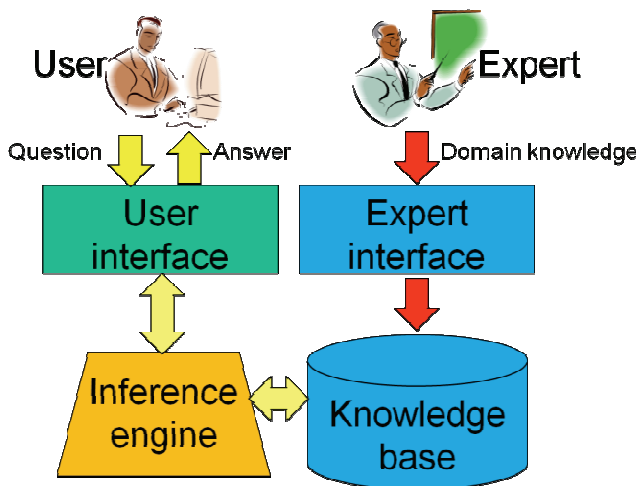 User
Expert
Question
Answer
Domain knowledge
User
interface
Expert
interface
Inference
engine
Knowledge
base